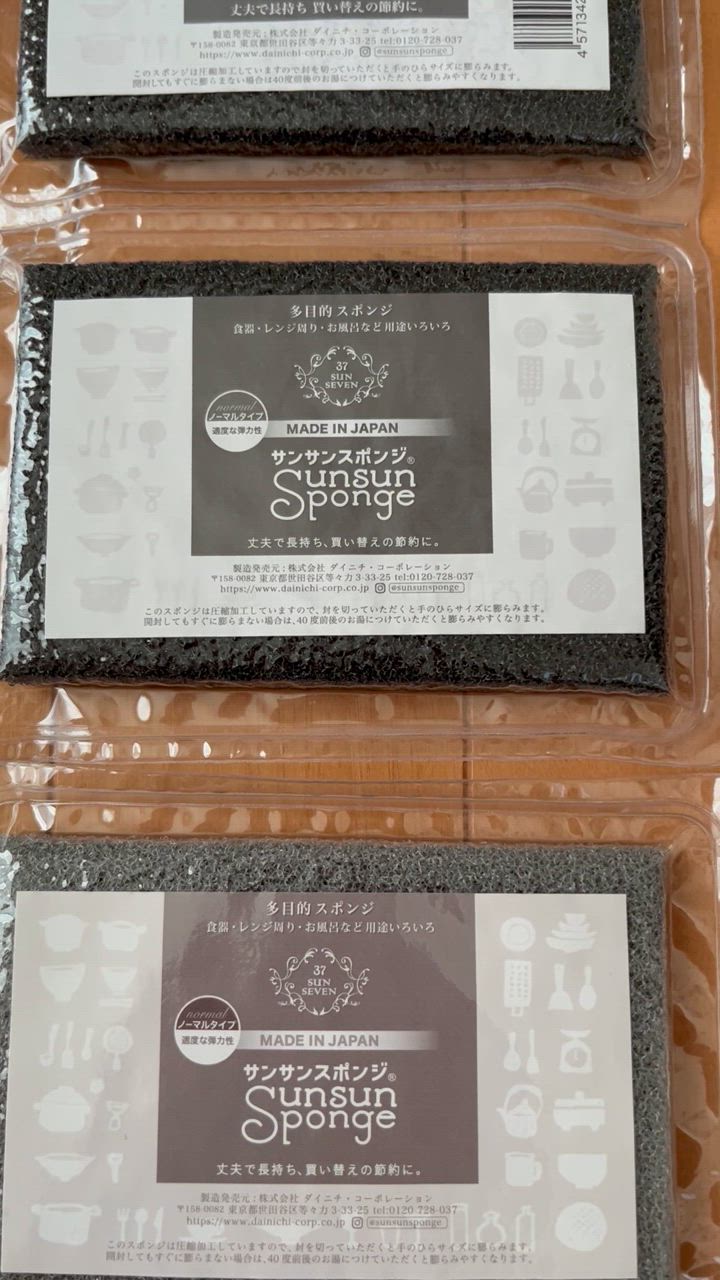 丈夫で長持ち 買い替えの節約に。
製造発売元:株式会社 ダイニチ・コーポレーション
〒158-0082 東京都世田谷区等々力 3-33-25 tel:0120-728-037
https://www.dainichi-corp.co.jp @sunsunsponge
このスポンジは圧縮加工していますので封を切っていただくと手のひらサイズに膨らみます。
開封してもすぐに膨らまない場合は40度前後のお湯につけていただくと膨らみやすくなります。
多目的 スポンジ
食器・レンジ周り・お風呂など 用途いろいろ
37
SUN
SEVEN
normal
ノーマルタイプ
適度な弾力性
MADE IN JAPAN
サンサンスポンジ®
Sunsun
Sponge
丈夫で長持ち、買い替えの節約に。
製造発売元:株式会社 ダイニチ・コーポレーション
〒158-0082 東京都世田谷区等々力 3-33-25 tel:0120-728-037
https://www.dainichi-corp.co.jp @sunsunsponge
このスポンジは圧縮加工していますので、封を切っていただくと手のひらサイズに膨らみます。
開封してもすぐに膨らまない場合は、40度前後のお湯につけていただくと膨らみやすくなります。
多目的 スポンジ
食器・レンジ周り・お風呂など 用途いろいろ
37
SUN
SEVEN
normal
ノーマルタイプ
適度な弾力性
MADE IN JAPAN
サンサンスポンジ®
Sunsun
Sponge
丈夫で長持ち、買い替えの節約に。
製造発売元:株式会社 ダイニチ・コーポレーション
〒158-0082 東京都世田谷区等々力 3-33-25 tel:0120-728-037
https://www.dainichi-corp.co.jp @sunsunsponge
このスポンジは圧縮加工していますので、封を切っていただくと手のひらサイズに膨らみます。
開封してもすぐに膨らまない場合は、40度前後のお湯につけていただくと膨らみやすくなります。